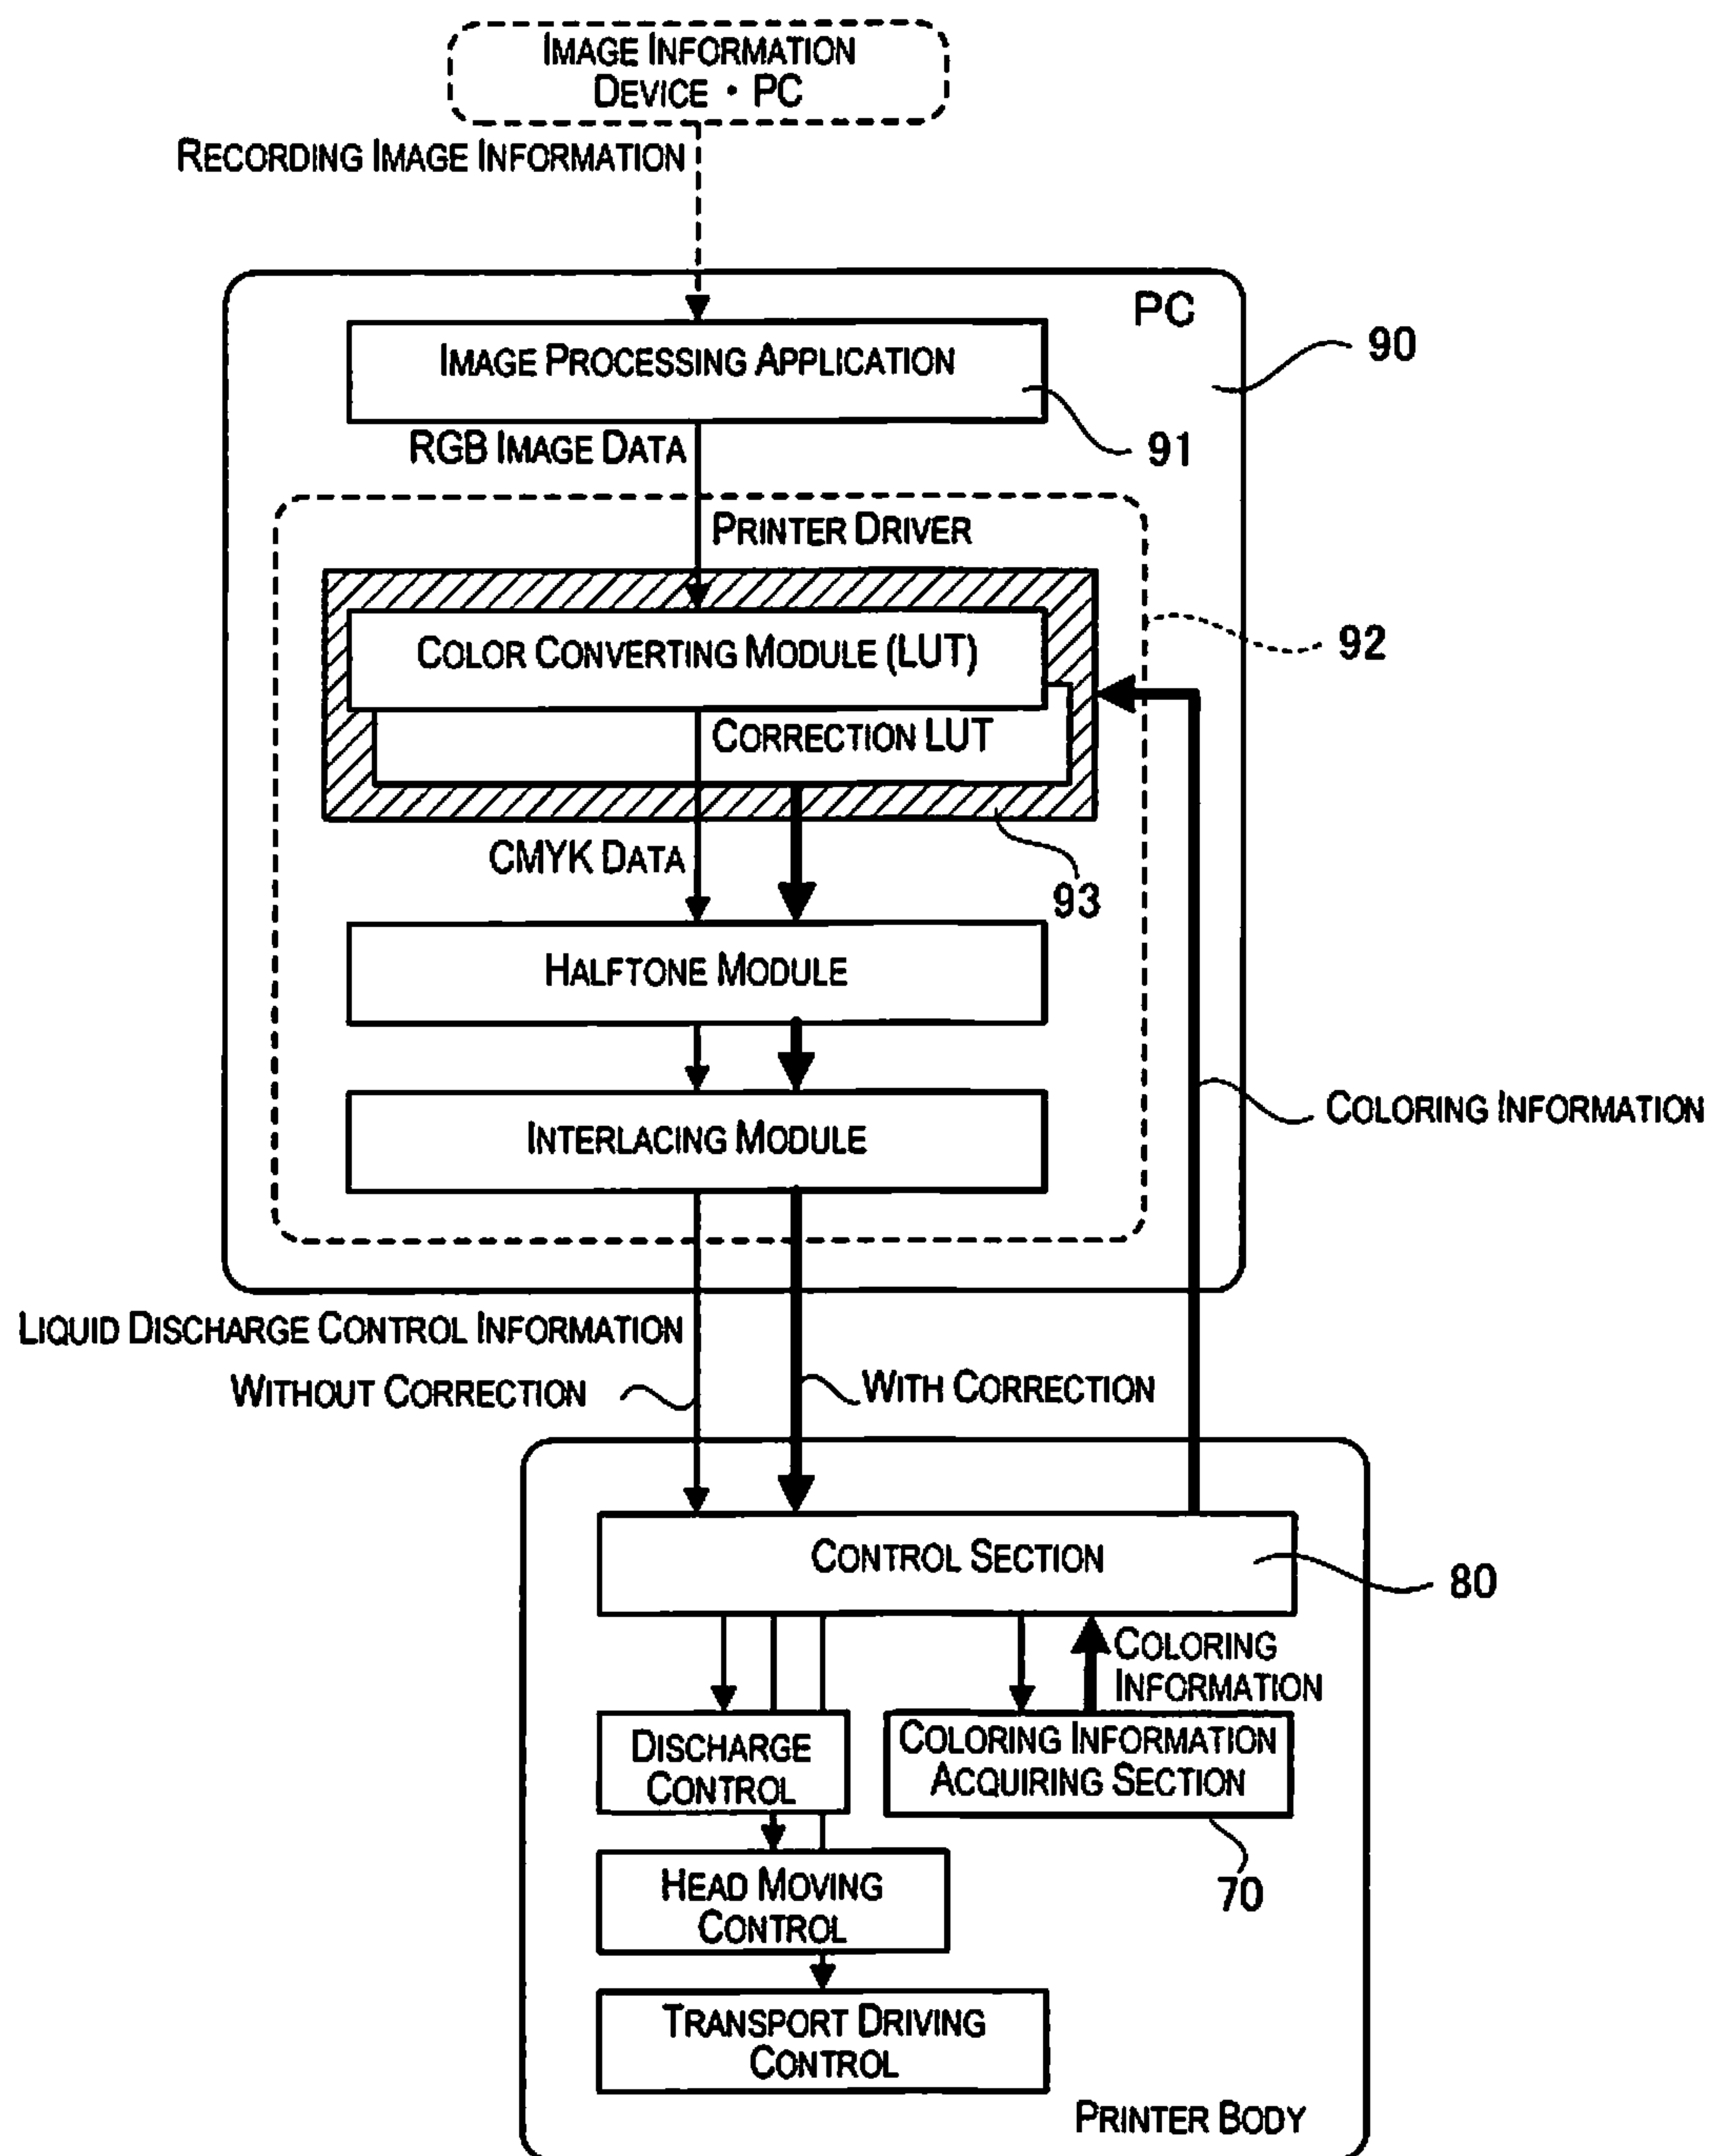 IMAGE INFORMATION
DEVICE・PC
RECORDING IMAGE INFORMATION
PC
90
IMAGE PROCESSING APPLICATION
91
RGB IMAGE DATA
PRINTER DRIVER
92
COLOR CONVERTING MODULE (LUT)
CORRECTION LUT
CMYK DATA
93
HALFTONE MODULE
INTERLACING MODULE
COLORING INFORMATION
LIQUID DISCHARGE CONTROL INFORMATION
WITHOUT CORRECTION
WITH CORRECTION
CONTROL SECTION
80
COLORING
INFORMATION
DISCHARGE
CONTROL
COLORING INFORMATION
ACQUIRING SECTION
70
HEAD MOVING
CONTROL
TRANSPORT DRIVING
CONTROL
PRINTER BODY